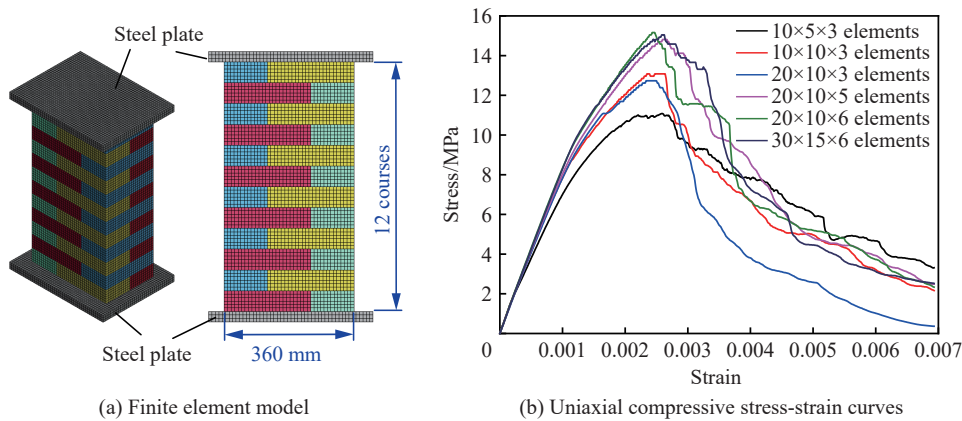 Steel plate
12 courses
360 mm
Steel plate
(a) Finite element model
16
14
12
10
8
6
4
2
0
Stress/MPa
10×5×3 elements
10×10×3 elements
20×10×3 elements
20×10×5 elements
20×10×6 elements
30×15×6 elements
0.001
0.002
0.003
0.004
0.005
0.006
0.007
Strain
(b) Uniaxial compressive stress-strain curves